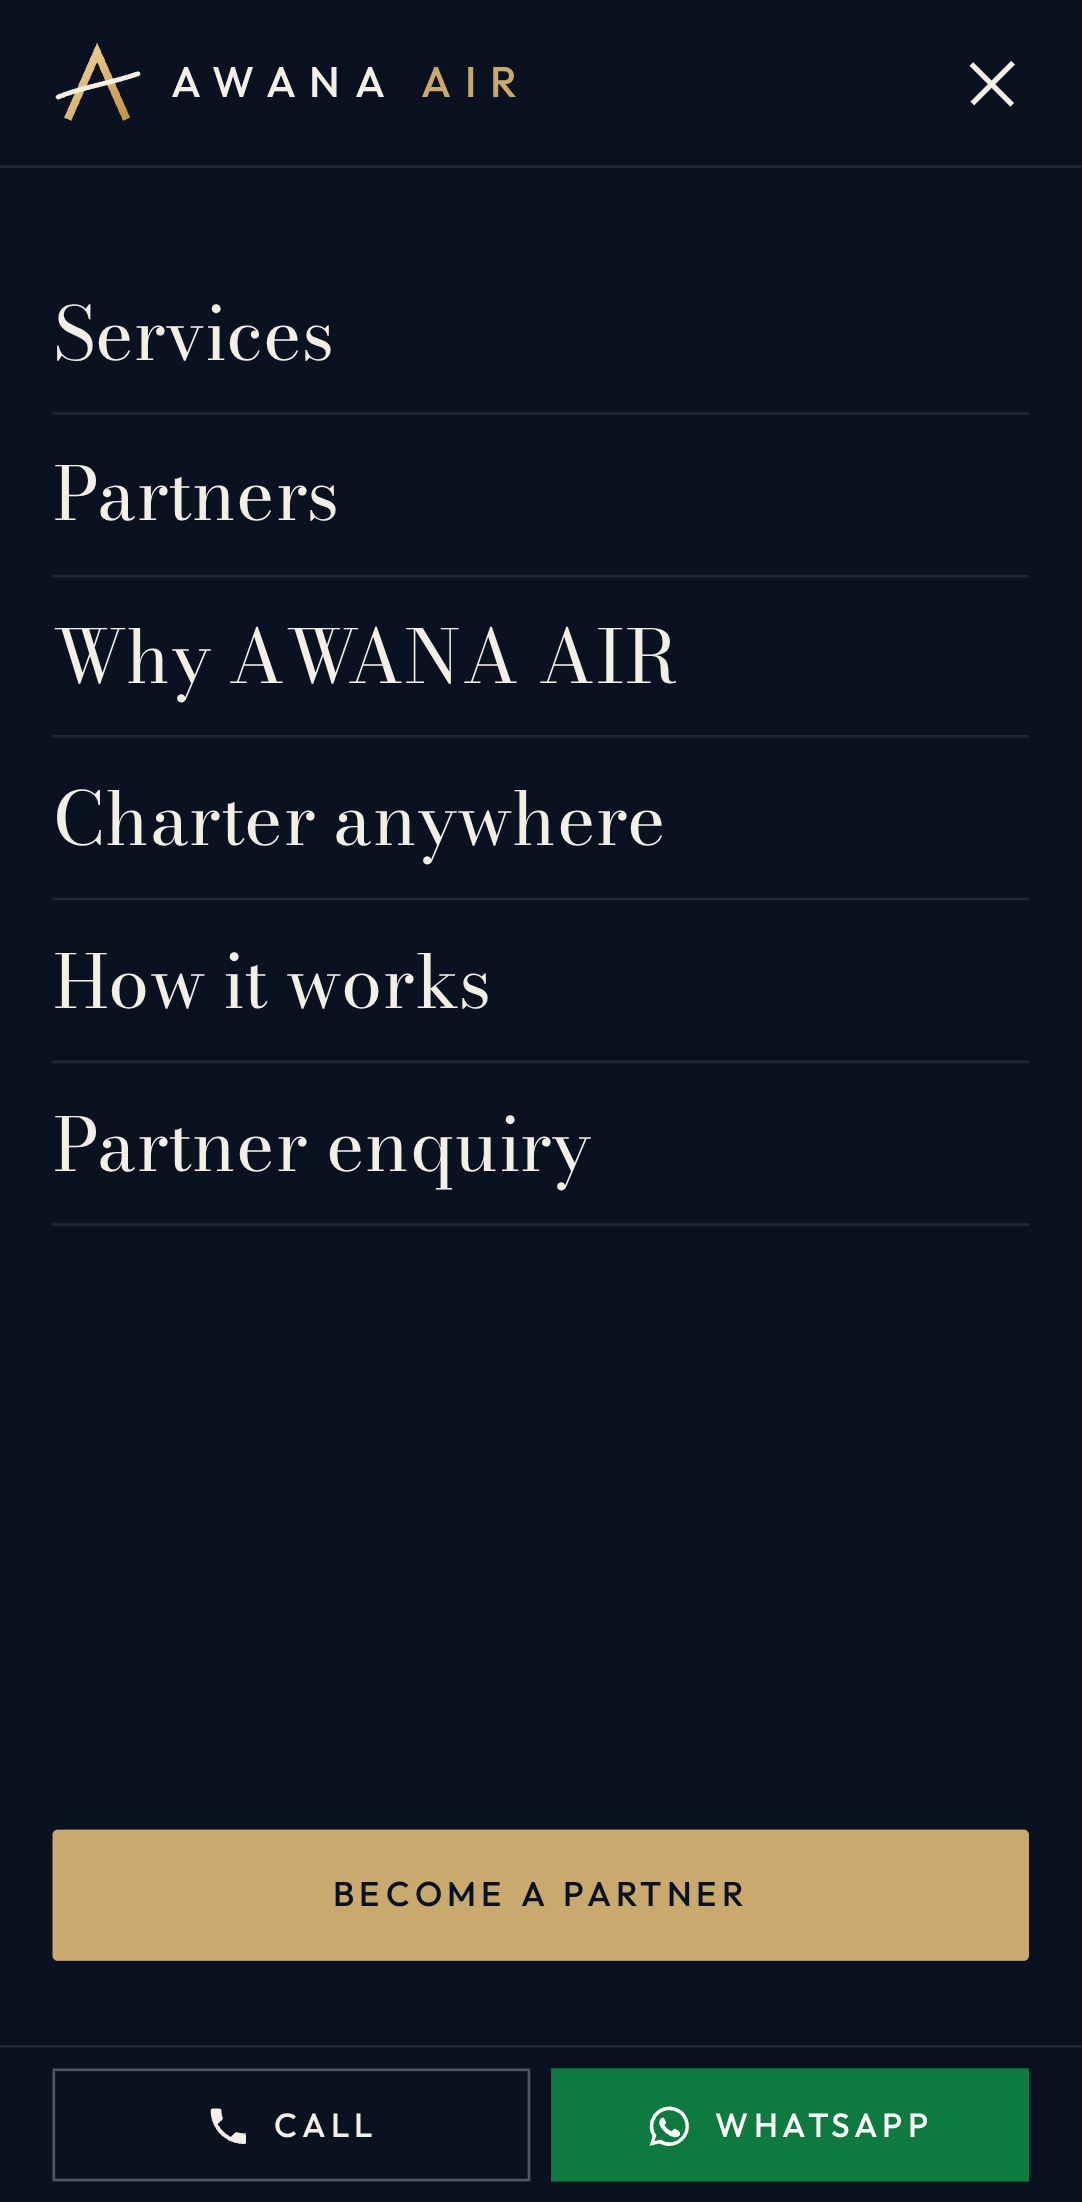 AWANA AIR
Services
Partners
Why AWANA AIR
Charter anywhere
How it works
Partner enquiry
BECOME A PARTNER
CALL
WHATSAPP